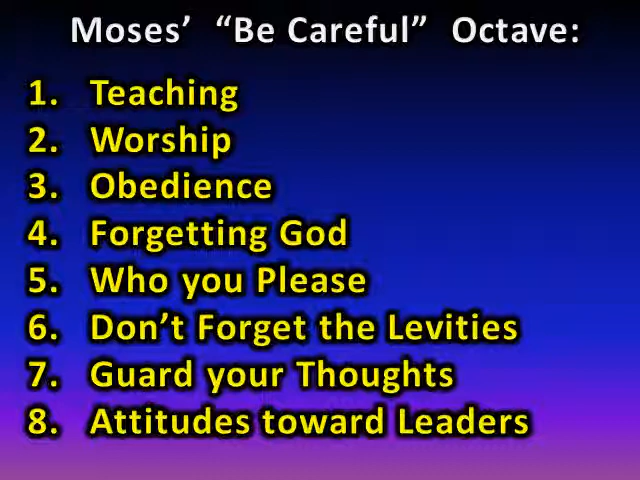 Moses’ “Be Careful” Octave:
1. Teaching
2. Worship
3. Obedience
4. Forgetting God
5. Who you Please
6. Don’t Forget the Levities
7. Guard your Thoughts
8. Attitudes toward Leaders